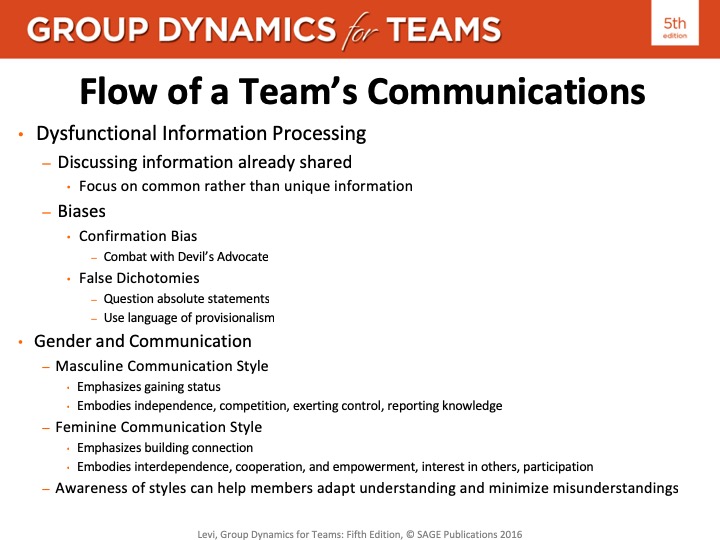 GROUP DYNAMICS for TEAMS
5th
edition
Flow of a Team's Communications
• Dysfunctional Information Processing
– Discussing information already shared
• Focus on common rather than unique information
– Biases
• Confirmation Bias
– Combat with Devil's Advocate
• False Dichotomies
– Question absolute statements
– Use language of provisionalism
• Gender and Communication
– Masculine Communication Style
• Emphasizes gaining status
• Embodies independence, competition, exerting control, reporting knowledge
– Feminine Communication Style
• Emphasizes building connection
• Embodies interdependence, cooperation, and empowerment, interest in others, participation
– Awareness of styles can help members adapt understanding and minimize misunderstandings
Levi, Group Dynamics for Teams: Fifth Edition, © SAGE Publications 2016